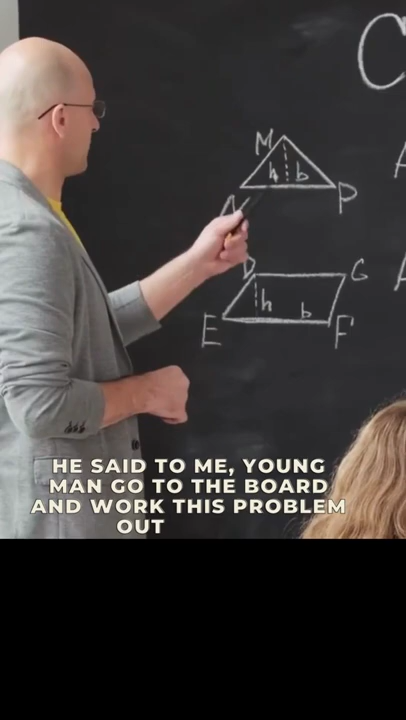 C
M
h b
P
D G
h b
E F
HE SAID TO ME, YOUNG
MAN GO TO THE BOARD
AND WORK THIS PROBLEM
OUT